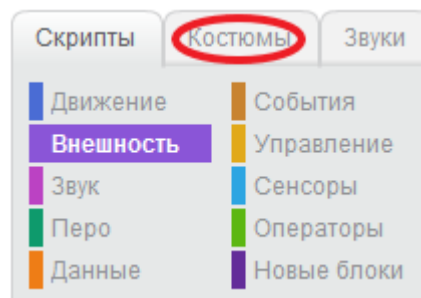 Скрипты Костюмы Звуки
Движение События
Внешность Управление
Звук Сенсоры
Перо Операторы
Данные Новые блоки